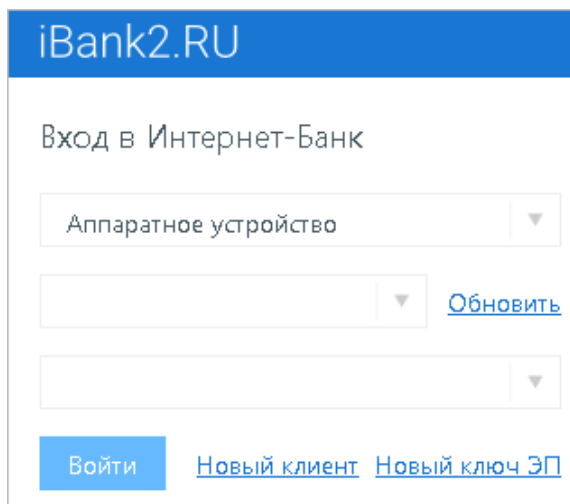 iBank2.RU
Вход в Интернет-Банк
Аппаратное устройство
Обновить
Войти Новый клиент Новый ключ ЭП